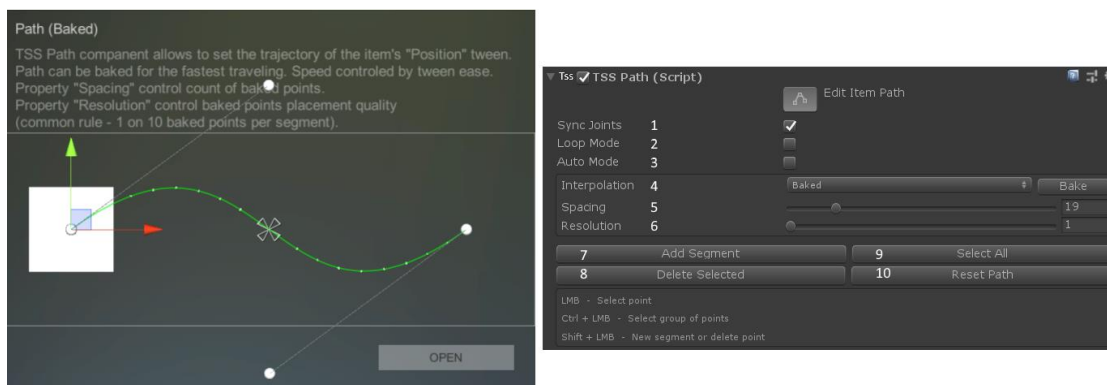 Path (Baked)
TSS Path companent allows to set the trajectory of the item's "Position" tween.
Path can be baked for the fastest traveling. Speed controled by tween ease.
Property "Spacing" control count of baked points.
Property "Resolution" control baked points placement quality
(common rule - 1 on 10 baked points per segment).
OPEN
Tss TSS Path (Script)
Edit Item Path
Sync Joints 1
Loop Mode 2
Auto Mode 3
Interpolation 4 Baked Bake
Spacing 5 19
Resolution 6 1
7 Add Segment 9 Select All
8 Delete Selected 10 Reset Path
LMB - Select point
Ctrl + LMB - Select group of points
Shift + LMB - New segment or delete point